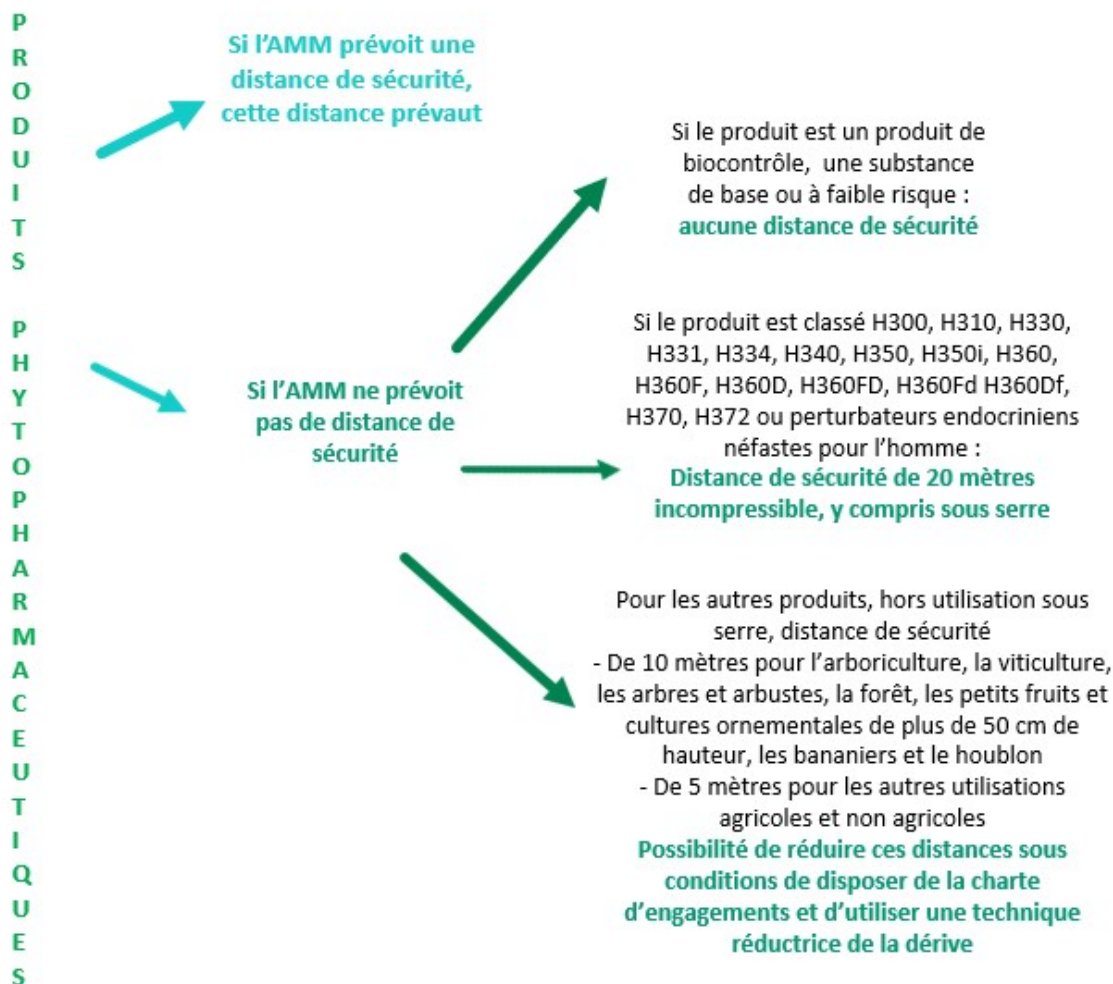 PRODUITS PHYTOPHARMACEUTIQUES
Si l'AMM prévoit une
distance de sécurité,
cette distance prévaut
Si l'AMM ne prévoit
pas de distance de
sécurité
Si le produit est un produit de
biocontrôle, une substance
de base ou à faible risque :
aucune distance de sécurité
Si le produit est classé H300, H310, H330,
H331, H334, H340, H350, H350i, H360,
H360F, H360D, H360FD, H360Fd H360Df,
H370, H372 ou perturbateurs endocriniens
néfastes pour l'homme :
Distance de sécurité de 20 mètres
incompressible, y compris sous serre
Pour les autres produits, hors utilisation sous
serre, distance de sécurité
- De 10 mètres pour l'arboriculture, la viticulture,
les arbres et arbustes, la forêt, les petits fruits et
cultures ornementales de plus de 50 cm de
hauteur, les bananiers et le houblon
- De 5 mètres pour les autres utilisations
agricoles et non agricoles
Possibilité de réduire ces distances sous
conditions de disposer de la charte
d'engagements et d'utiliser une technique
réductrice de la dérive